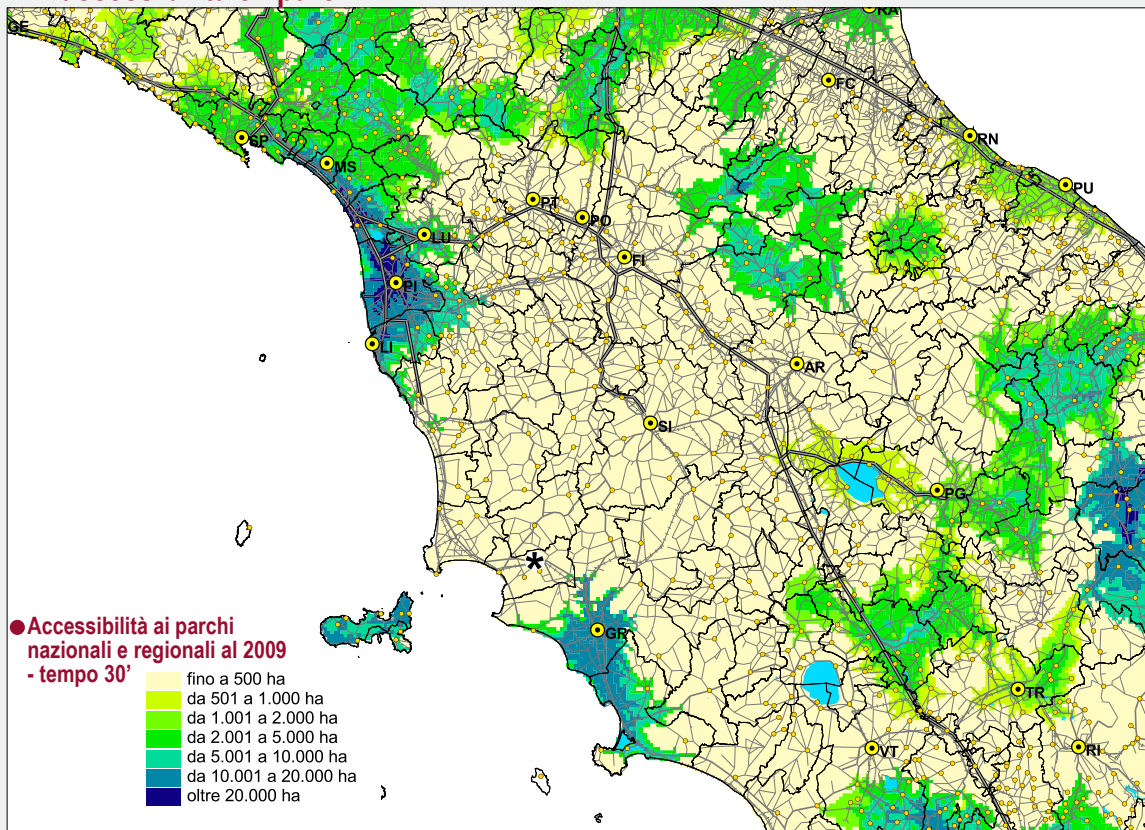 GE
RA
FC
RN
SP
MS
PU
PT
PO
LU
FI
PI
LI
AR
SI
PG
*
GR
TR
VT
RI
Accessibilità ai parchi
nazionali e regionali al 2009
- tempo 30’
fino a 500 ha
da 501 a 1.000 ha
da 1.001 a 2.000 ha
da 2.001 a 5.000 ha
da 5.001 a 10.000 ha
da 10.001 a 20.000 ha
oltre 20.000 ha